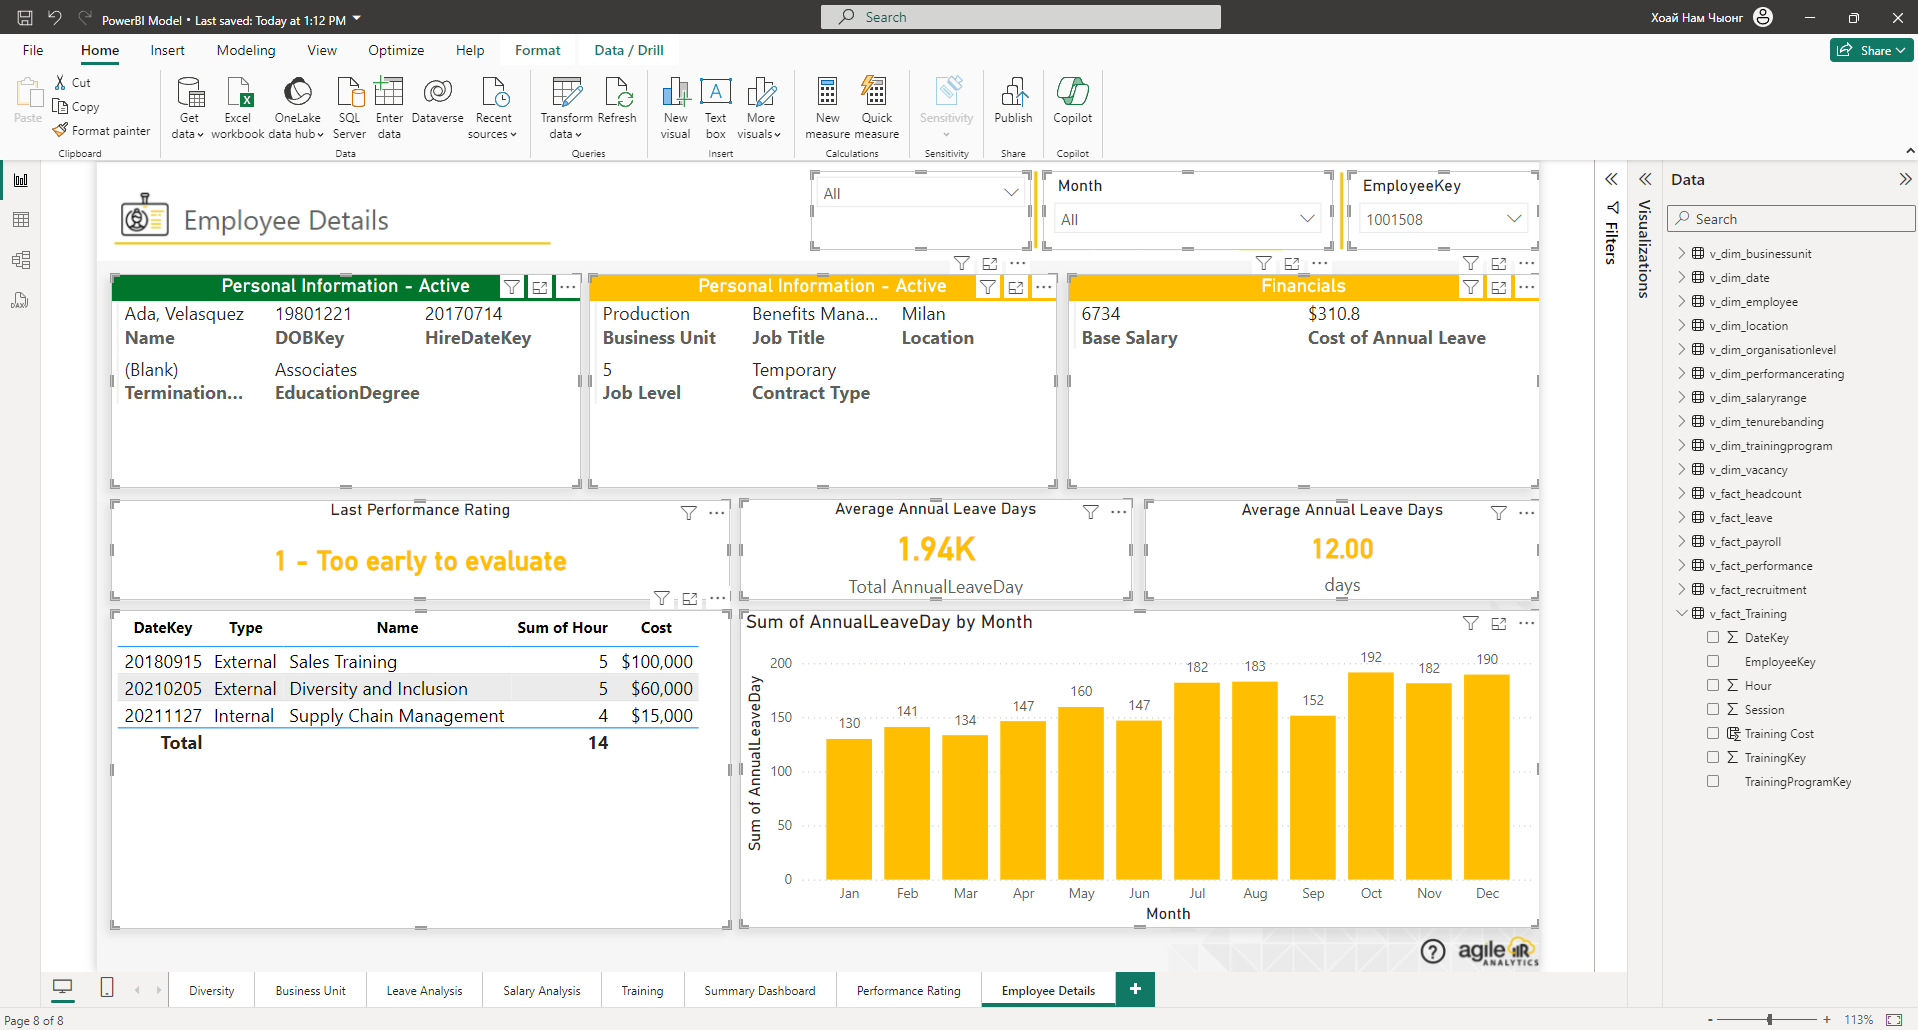 PowerBI Model • Last saved: Today at 1:12 PM
Search
Хоай Нам Чыонг
File
Home
Insert
Modeling
View
Optimize
Help
Format
Data / Drill
Share
Paste
Cut
Copy
Format painter
Clipboard
Get data
Excel workbook
OneLake data hub
SQL Server
Enter data
Dataverse
Recent sources
Data
Transform data
Refresh
Queries
New visual
Text box
More visuals
Insert
New measure
Quick measure
Calculations
Sensitivity
Sensitivity
Publish
Share
Copilot
Copilot
Employee Details
All
Month
All
EmployeeKey
1001508
Personal Information - Active
Ada, Velasquez
Name
19801221
DOBKey
20170714
HireDateKey
(Blank)
Termination...
Associates
EducationDegree
Personal Information - Active
Production
Business Unit
Benefits Mana...
Job Title
Milan
Location
5
Job Level
Temporary
Contract Type
Financials
6734
Base Salary
$310.8
Cost of Annual Leave
Last Performance Rating
1 - Too early to evaluate
Average Annual Leave Days
1.94K
Total AnnualLeaveDay
Average Annual Leave Days
12.00
days
DateKey Type Name Sum of Hour Cost
20180915 External Sales Training 5 $100,000
20210205 External Diversity and Inclusion 5 $60,000
20211127 Internal Supply Chain Management 4 $15,000
Total 14
Sum of AnnualLeaveDay by Month
Sum of AnnualLeaveDay
200
150
100
50
0
130
141
134
147
160
147
182
183
152
192
182
190
Jan Feb Mar Apr May Jun Jul Aug Sep Oct Nov Dec
Month
agile HR
ANALYTICS
Filters
Visualizations
Data
Search
v_dim_businessunit
v_dim_date
v_dim_employee
v_dim_location
v_dim_organisationlevel
v_dim_performancerating
v_dim_salaryrange
v_dim_tenurebanding
v_dim_trainingprogram
v_dim_vacancy
v_fact_headcount
v_fact_leave
v_fact_payroll
v_fact_performance
v_fact_recruitment
v_fact_Training
DateKey
EmployeeKey
Hour
Session
Training Cost
TrainingKey
TrainingProgramKey
Diversity
Business Unit
Leave Analysis
Salary Analysis
Training
Summary Dashboard
Performance Rating
Employee Details
Page 8 of 8
113%